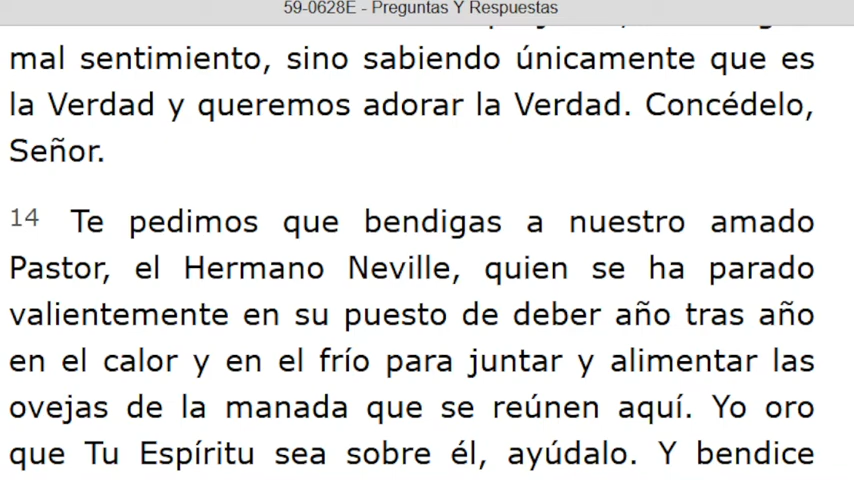 59-0628E - Preguntas Y Respuestas
mal sentimiento, sino sabiendo únicamente que es
la Verdad y queremos adorar la Verdad. Concédelo,
Señor.
14 Te pedimos que bendigas a nuestro amado
Pastor, el Hermano Neville, quien se ha parado
valientemente en su puesto de deber año tras año
en el calor y en el frío para juntar y alimentar las
ovejas de la manada que se reúnen aquí. Yo oro
que Tu Espíritu sea sobre él, ayúdalo. Y bendice